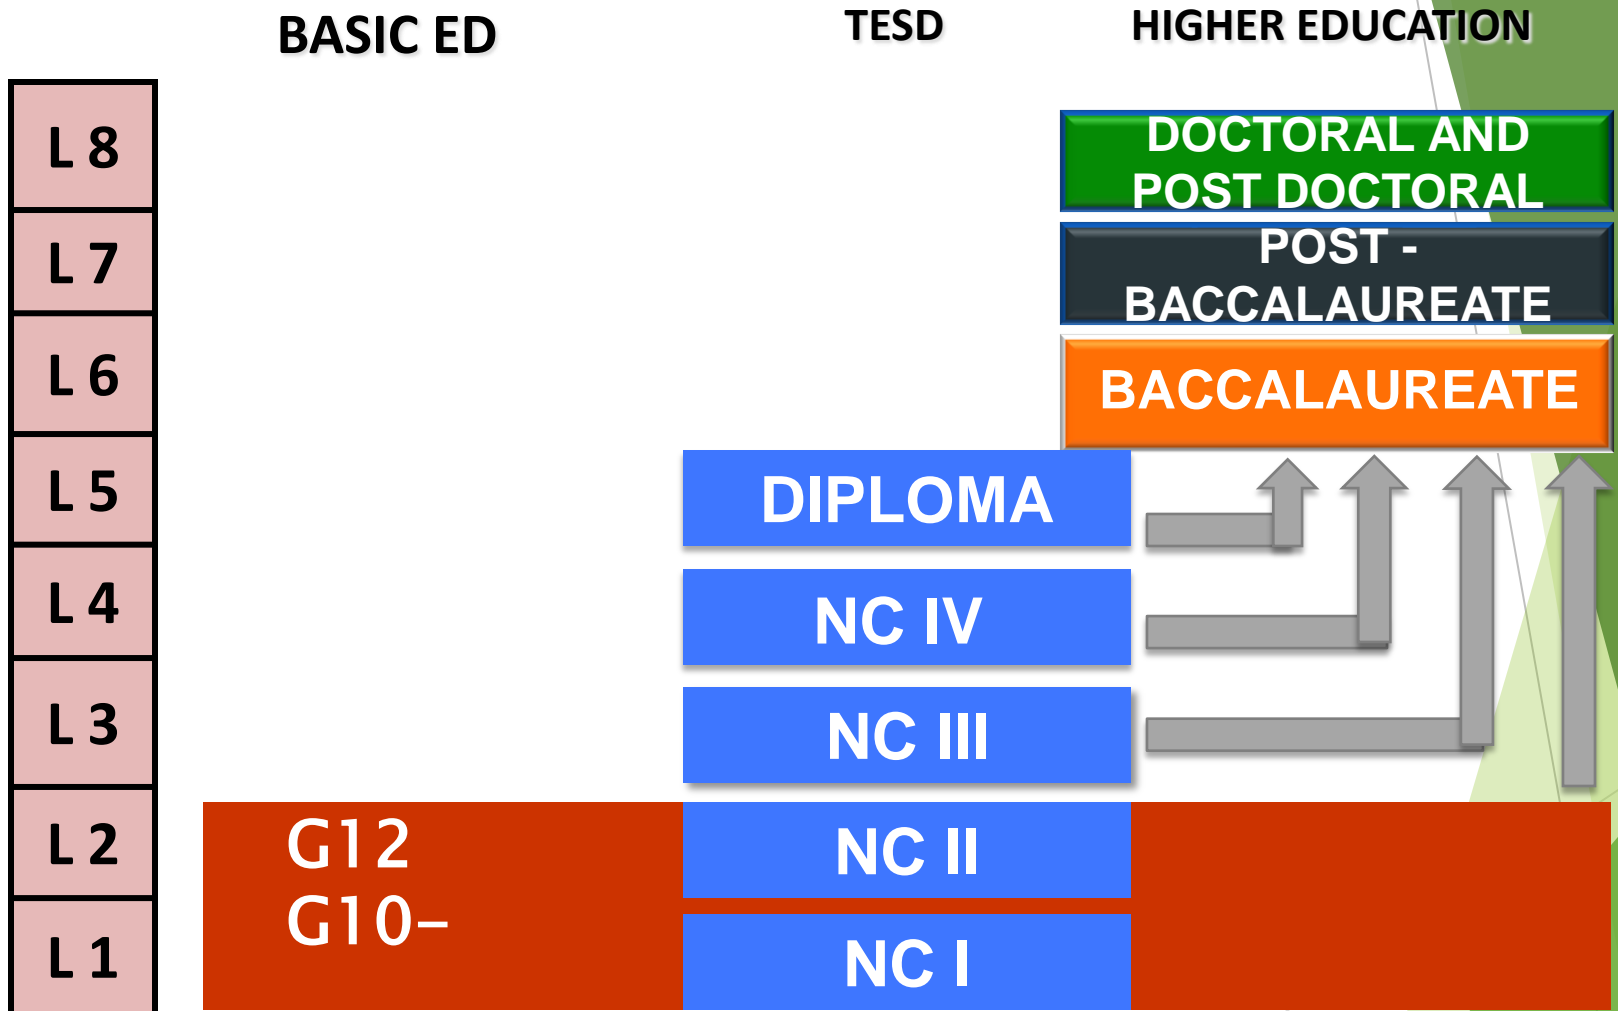 BASIC ED
TESD
HIGHER EDUCATION
L 8
DOCTORAL AND
POST DOCTORAL
L 7
POST -
BACCALAUREATE
L 6
BACCALAUREATE
L 5
DIPLOMA
L 4
NC IV
L 3
NC III
L 2
G12
NC II
G10-
L 1
NC I